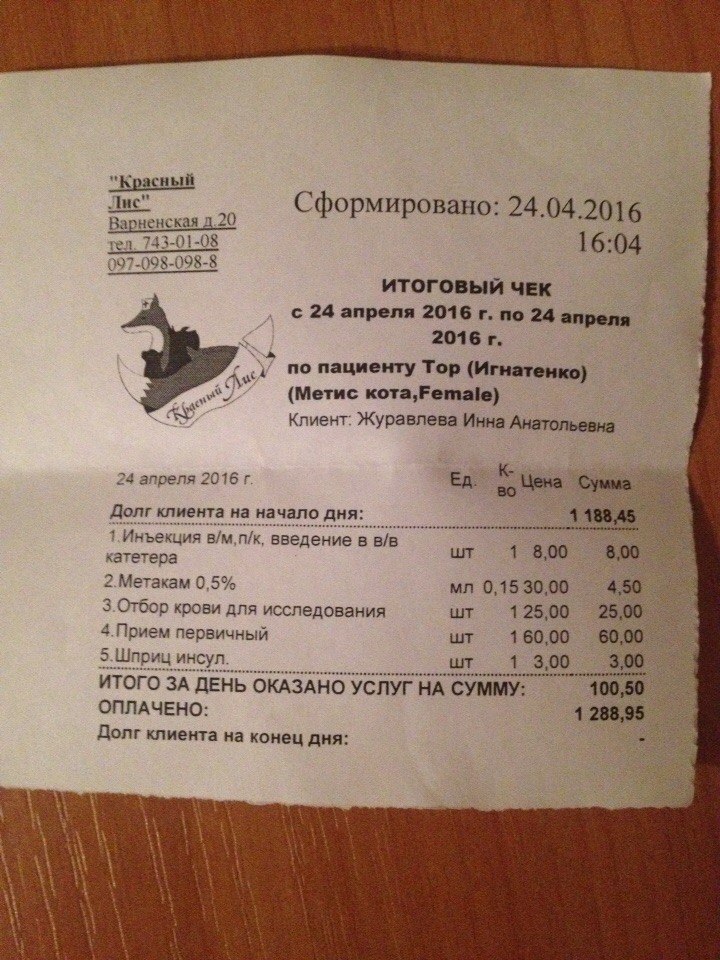 "Красный
Лис"
Варненская д.20
тел. 743-01-08
097-098-098-8
Сформировано: 24.04.2016
16:04
ИТОГОВЫЙ ЧЕК
с 24 апреля 2016 г. по 24 апреля
2016 г.
по пациенту Тор (Игнатенко)
(Метис кота,Female)
Клиент: Журавлева Инна Анатольевна
Красный Лис
24 апреля 2016 г. Ед. К-во Цена Сумма
Долг клиента на начало дня: 1 188,45
1.Инъекция в/м,п/к, введение в в/в
катетера шт 1 8,00 8,00
2.Метакам 0,5% мл 0,15 30,00 4,50
3.Отбор крови для исследования шт 1 25,00 25,00
4.Прием первичный шт 1 60,00 60,00
5.Шприц инсул. шт 1 3,00 3,00
ИТОГО ЗА ДЕНЬ ОКАЗАНО УСЛУГ НА СУММУ: 100,50
ОПЛАЧЕНО: 1 288,95
Долг клиента на конец дня: -